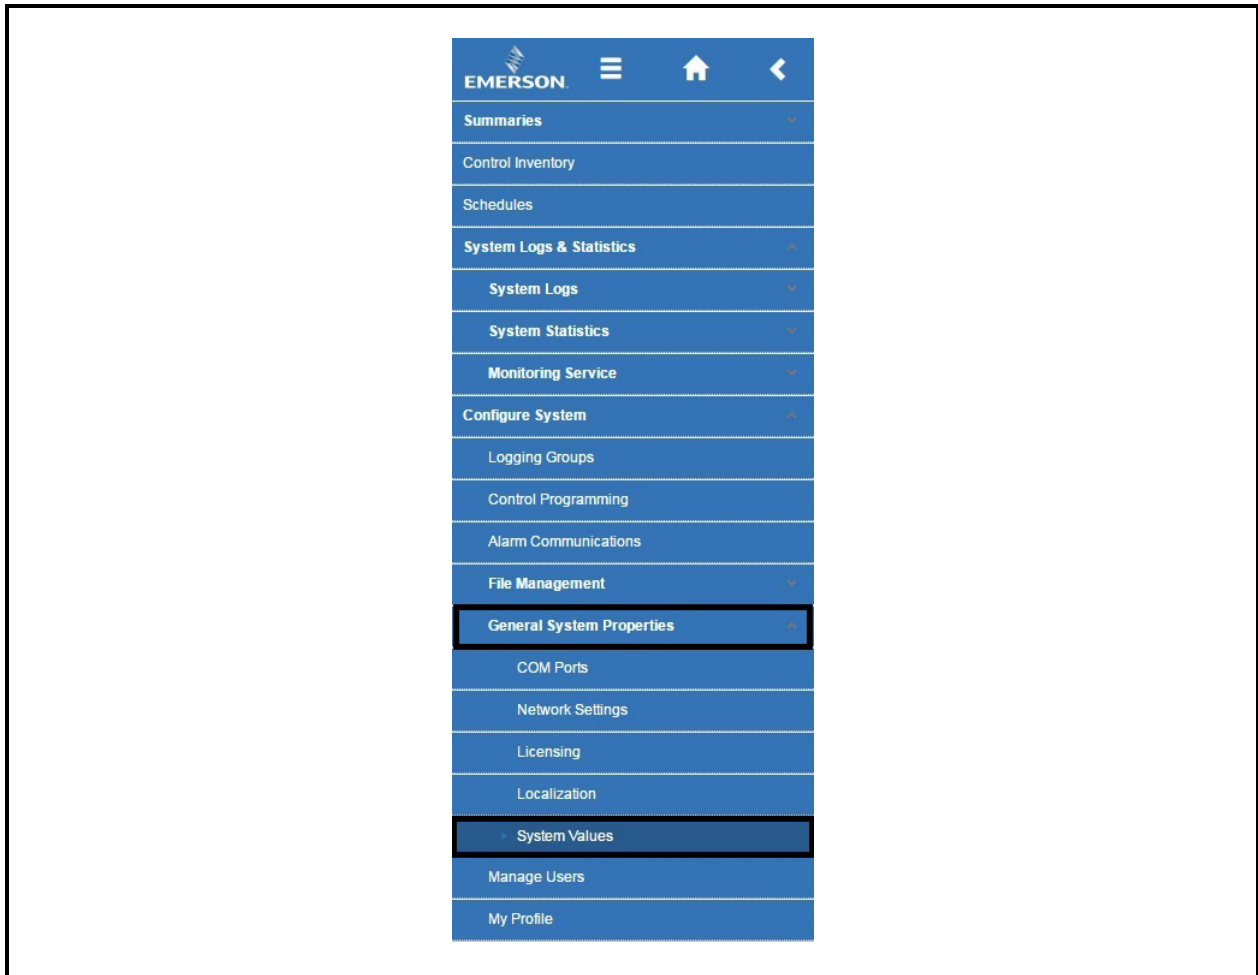 EMERSON.
Summaries
Control Inventory
Schedules
System Logs & Statistics
System Logs
System Statistics
Monitoring Service
Configure System
Logging Groups
Control Programming
Alarm Communications
File Management
General System Properties
COM Ports
Network Settings
Licensing
Localization
System Values
Manage Users
My Profile